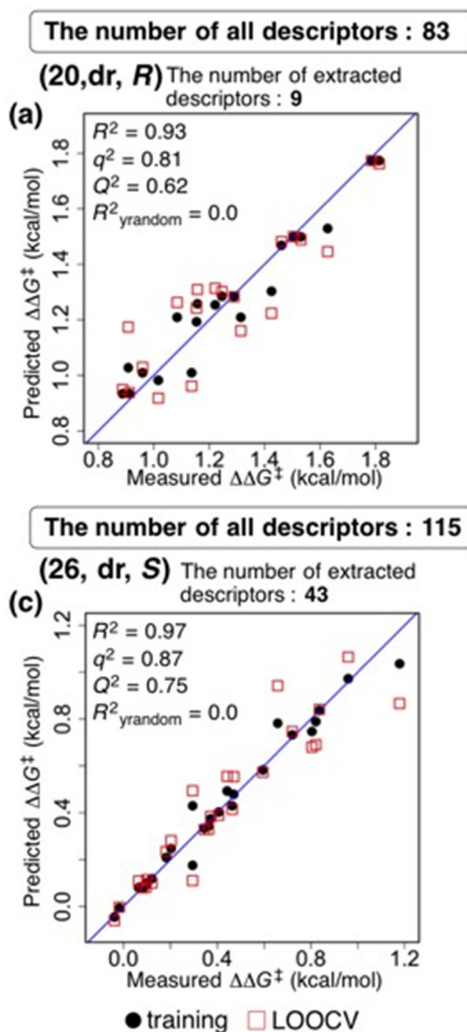 The number of all descriptors : 83
(20,dr, R) The number of extracted
descriptors : 9
(a)
R² = 0.93
q² = 0.81
Q² = 0.62
R²yrandom = 0.0
Predicted ΔΔG‡ (kcal/mol)
1.8
1.6
1.4
1.2
1.0
0.8
0.8 1.0 1.2 1.4 1.6 1.8
Measured ΔΔG‡ (kcal/mol)
The number of all descriptors : 115
(26, dr, S) The number of extracted
descriptors : 43
(c)
R² = 0.97
q² = 0.87
Q² = 0.75
R²yrandom = 0.0
Predicted ΔΔG‡ (kcal/mol)
1.2
0.8
0.4
0.0
0.0 0.4 0.8 1.2
Measured ΔΔG‡ (kcal/mol)
training LOOCV